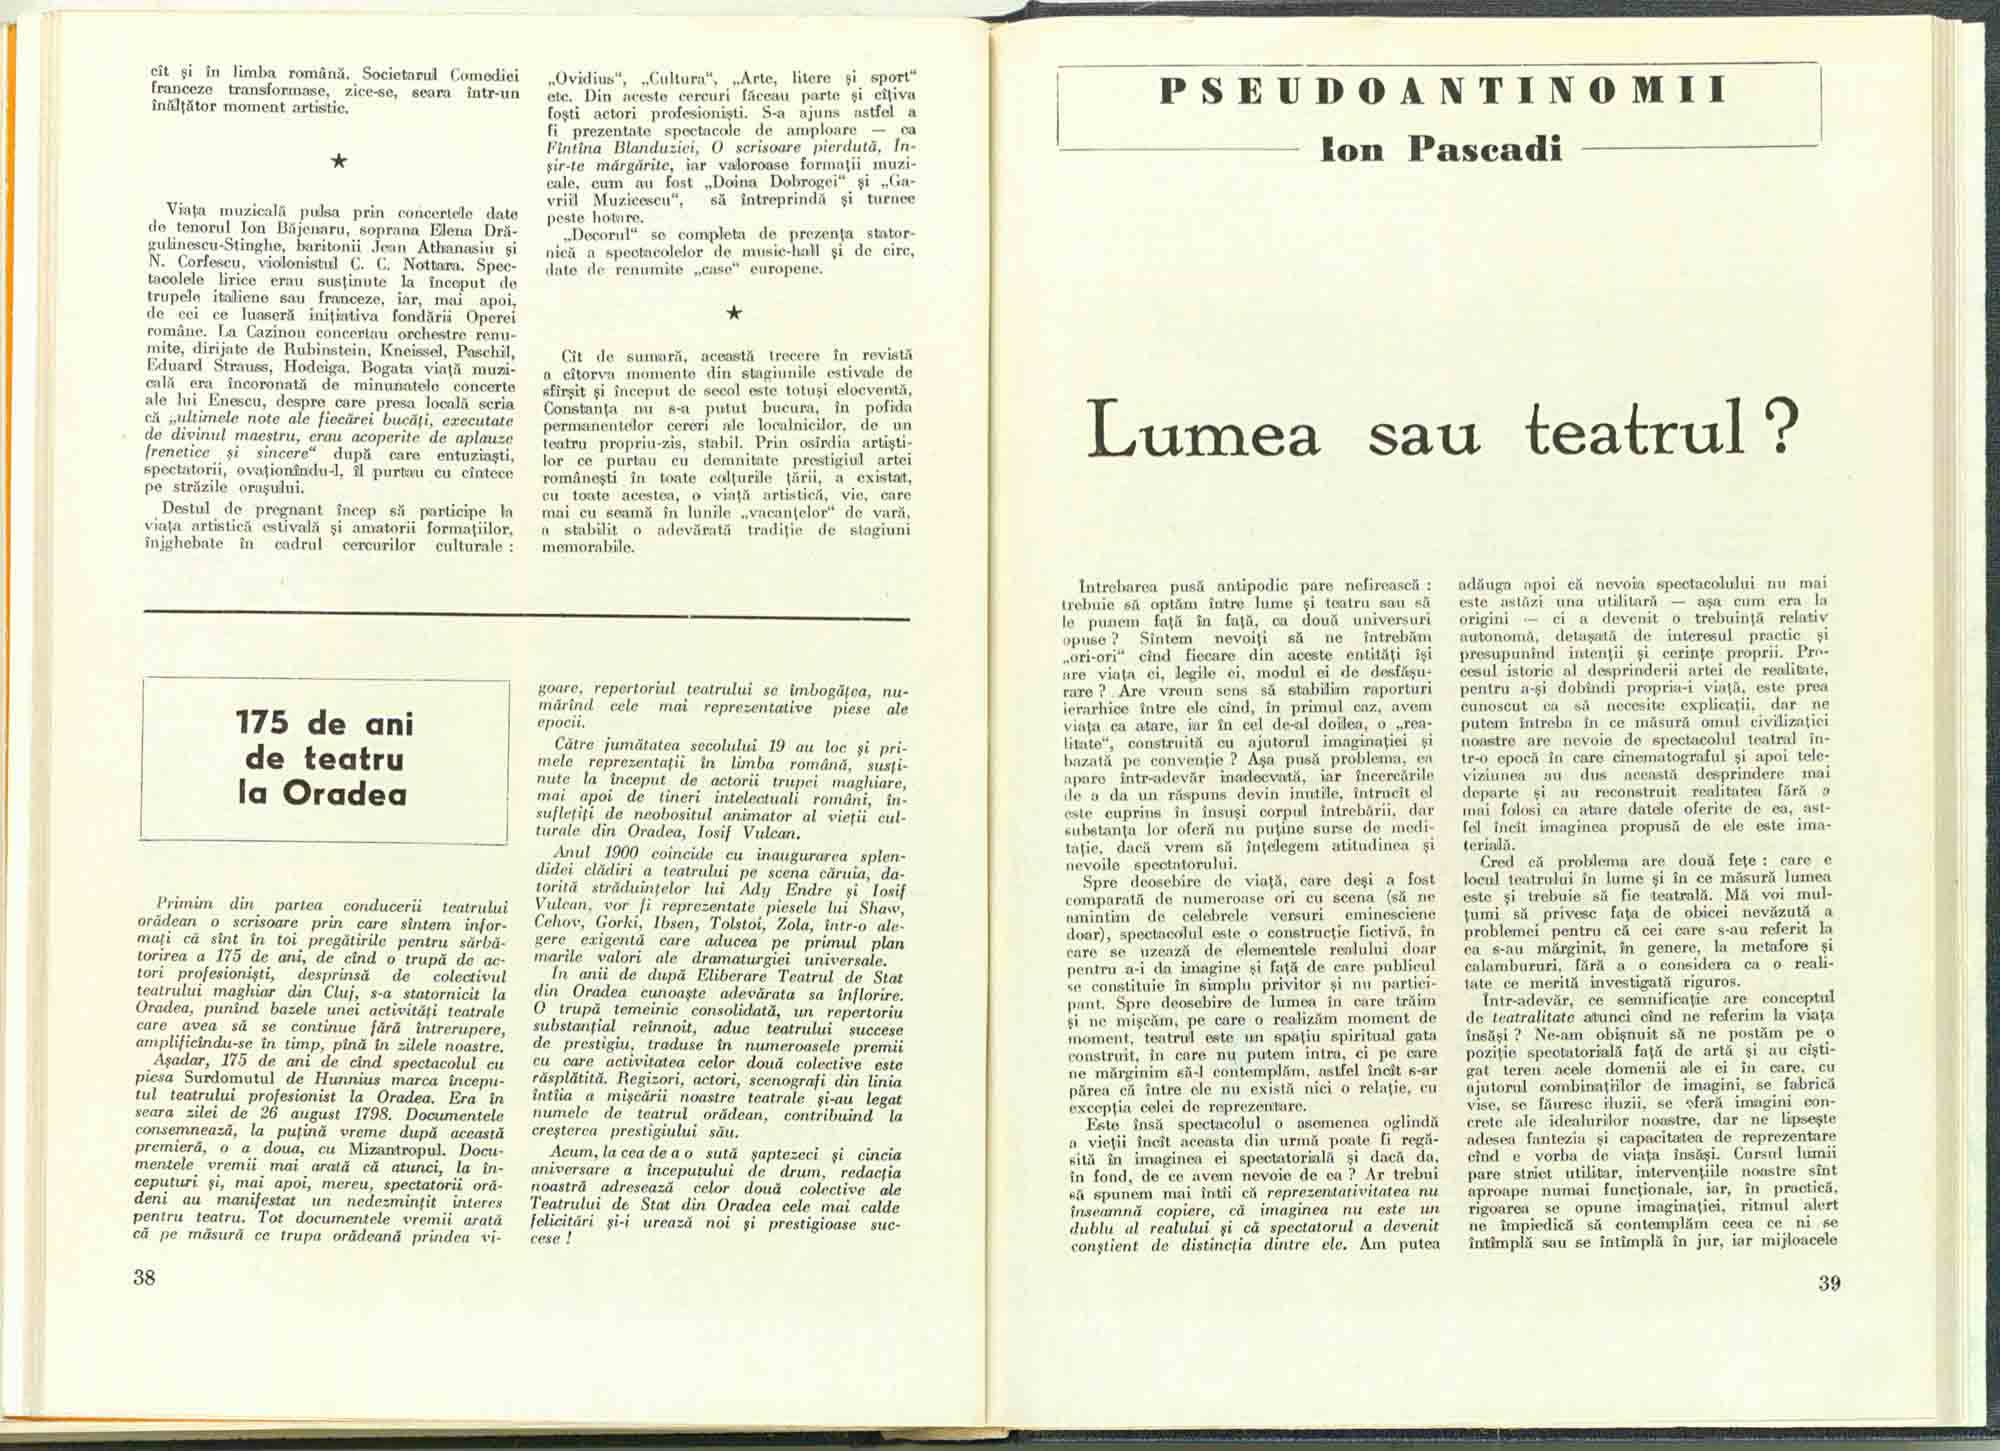 cît şi în limba română. Societarul Comediei
franceze transformase, zice-se, seara într-un
înălţător moment artistic.
★
Viaţa muzicală pulsa prin concertele date
de tenorul Ion Băjenaru, soprana Elena Dră-
gulinescu-Stinghe, baritonii Jean Athanasiu şi
N. Corfescu, violonistul C. C. Nottara. Spec-
tacolele lirice erau susţinute la început de
trupele italiene sau franceze, iar, mai apoi,
de cei ce luaseră iniţiativa fondării Operei
române. La Cazinou concertau orchestre renu-
mite, dirijate de Rubinstein, Kneissel, Paschil,
Eduard Strauss, Hodeiga. Bogata viaţă muzi-
cală era încoronată de minunatele concerte
ale lui Enescu, despre care presa locală scria
că „ultimele note ale fiecărei bucăţi, executate
de divinul maestru, erau acoperite de aplauze
frenetice şi sincere“ după care entuziaşti,
spectatorii, ovaţionîndu-l, îl purtau cu cîntece
pe străzile oraşului.
Destul de pregnant încep să participe la
viaţa artistică estivală şi amatorii formaţiilor,
înjghebate în cadrul cercurilor culturale :
„Ovidius“, „Cultura“, „Arte, litere şi sport“
etc. Din aceste cercuri făceau parte şi cîţiva
foşti actori profesionişti. S-a ajuns astfel a
fi prezentate spectacole de amploare — ca
Fîntîna Blanduziei, O scrisoare pierdută, În-
şir-te mărgărite, iar valoroase formaţii muzi-
cale, cum au fost „Doina Dobrogei“ şi „Ga-
vriil Muzicescu“, să întreprindă şi turnee
peste hotare.
„Decorul“ se completa de prezenţa stator-
nică a spectacolelor de music-hall şi de circ,
date de renumite „case“ europene.
★
Cît de sumară, această trecere în revistă
a cîtorva momente din stagiunile estivale de
sfîrşit şi început de secol este totuşi elocventă,
Constanţa nu s-a putut bucura, în pofida
permanentelor cereri ale localnicilor, de un
teatru propriu-zis, stabil. Prin osîrdia artişti-
lor ce purtau cu demnitate prestigiul artei
româneşti în toate colţurile ţării, a existat,
cu toate acestea, o viaţă artistică, vie, care
mai cu seamă în lunile „vacanţelor“ de vară,
a stabilit o adevărată tradiţie de stagiuni
memorabile.
175 de ani
de teatru
la Oradea
Primim din partea conducerii teatrului
orădean o scrisoare prin care sîntem infor-
maţi că sînt în toi pregătirile pentru sărbă-
torirea a 175 de ani, de cînd o trupă de ac-
tori profesionişti, desprinsă de colectivul
teatrului maghiar din Cluj, s-a statornicit la
Oradea, punînd bazele unei activităţi teatrale
care avea să se continue fără întrerupere,
amplificîndu-se în timp, pînă în zilele noastre.
Aşadar, 175 de ani de cînd spectacolul cu
piesa Surdomutul de Hunnius marca începu-
tul teatrului profesionist la Oradea. Era în
seara zilei de 26 august 1798. Documentele
consemnează, la puţină vreme după această
premieră, o a doua, cu Mizantropul. Docu-
mentele vremii mai arată că atunci, la în-
ceputuri şi, mai apoi, mereu, spectatorii oră-
deni au manifestat un nedezminţit interes
pentru teatru. Tot documentele vremii arată
că pe măsură ce trupa orădeană prindea vi-
goare, repertoriul teatrului se îmbogăţea, nu-
mărînd cele mai reprezentative piese ale
epocii.
Către jumătatea secolului 19 au loc şi pri-
mele reprezentaţii în limba română, susţi-
nute la început de actorii trupei maghiare,
mai apoi de tineri intelectuali români, în-
sufleţiţi de neobositul animator al vieţii cul-
turale din Oradea, Iosif Vulcan.
Anul 1900 coincide cu inaugurarea splen-
didei clădiri a teatrului pe scena căruia, da-
torită străduinţelor lui Ady Endre şi Iosif
Vulcan, vor fi reprezentate piesele lui Shaw,
Cehov, Gorki, Ibsen, Tolstoi, Zola, într-o ale-
gere exigentă care aducea pe primul plan
marile valori ale dramaturgiei universale.
În anii de după Eliberare Teatrul de Stat
din Oradea cunoaşte adevărata sa înflorire.
O trupă temeinic consolidată, un repertoriu
substanţial reînnoit, aduc teatrului succese
de prestigiu, traduse în numeroasele premii
cu care activitatea celor două colective este
răsplătită. Regizori, actori, scenografi din linia
întîia a mişcării noastre teatrale şi-au legat
numele de teatrul orădean, contribuind la
creşterea prestigiului său.
Acum, la cea de a o sută şaptezeci şi cincia
aniversare a începutului de drum, redacţia
noastră adresează celor două colective ale
Teatrului de Stat din Oradea cele mai calde
felicitări şi-i urează noi şi prestigioase suc-
cese !
38
PSEUDOANTINOMII
Ion Pascadi
Lumea sau teatrul ?
Întrebarea pusă antipodic pare nefirească :
trebuie să optăm între lume şi teatru sau să
le punem faţă în faţă, ca două universuri
opuse ? Sîntem nevoiţi să ne întrebăm
„ori-ori“ cînd fiecare din aceste entităţi îşi
are viaţa ei, legile ei, modul ei de desfăşu-
rare ? Are vreun sens să stabilim raporturi
ierarhice între ele cînd, în primul caz, avem
viaţa ca atare, iar în cel de-al doilea, o „rea-
litate“, construită cu ajutorul imaginaţiei şi
bazată pe convenţie ? Aşa pusă problema, ea
apare într-adevăr inadecvată, iar încercările
de a da un răspuns devin inutile, întrucît el
este cuprins în însuşi corpul întrebării, dar
substanţa lor oferă nu puţine surse de medi-
taţie, dacă vrem să înţelegem atitudinea şi
nevoile spectatorului.
Spre deosebire de viaţă, care deşi a fost
comparată de numeroase ori cu scena (să ne
amintim de celebrele versuri eminesciene
doar), spectacolul este o construcţie fictivă, în
care se uzează de elementele realului doar
pentru a-i da imagine şi faţă de care publicul
se constituie în simplu privitor şi nu partici-
pant. Spre deosebire de lumea în care trăim
şi ne mişcăm, pe care o realizăm moment de
moment, teatrul este un spaţiu spiritual gata
construit, în care nu putem intra, ci pe care
ne mărginim să-l contemplăm, astfel încît s-ar
părea că între ele nu există nici o relaţie, cu
excepţia celei de reprezentare.
Este însă spectacolul o asemenea oglindă
a vieţii încît aceasta din urmă poate fi regă-
sită în imaginea ei spectatorială şi dacă da,
în fond, de ce avem nevoie de ea ? Ar trebui
să spunem mai întîi că reprezentativitatea nu
înseamnă copiere, că imaginea nu este un
dublu al realului şi că spectatorul a devenit
conştient de distincţia dintre ele. Am putea
adăuga apoi că nevoia spectacolului nu mai
este astăzi una utilitară — aşa cum era la
origini — ci a devenit o trebuinţă relativ
autonomă, detaşată de interesul practic şi
presupunînd intenţii şi cerinţe proprii. Pro-
cesul istoric al desprinderii artei de realitate,
pentru a-şi dobîndi propria-i viaţă, este prea
cunoscut ca să necesite explicaţii, dar ne
putem întreba în ce măsură omul civilizaţiei
noastre are nevoie de spectacolul teatral în-
tr-o epocă în care cinematograful şi apoi tele-
viziunea au dus această desprindere mai
departe şi au reconstruit realitatea fără a
mai folosi ca atare datele oferite de ea, ast-
fel încît imaginea propusă de ele este ima-
terială.
Cred că problema are două feţe : care e
locul teatrului în lume şi în ce măsură lumea
este şi trebuie să fie teatrală. Mă voi mul-
ţumi să privesc faţa de obicei nevăzută a
problemei pentru că cei care s-au referit la
ea s-au mărginit, în genere, la metafore şi
calambururi, fără a o considera ca o reali-
tate ce merită investigată riguros.
Într-adevăr, ce semnificaţie are conceptul
de teatralitate atunci cînd ne referim la viaţa
însăşi ? Ne-am obişnuit să ne postăm pe o
poziţie spectatorială faţă de artă şi au cîşti-
gat teren acele domenii ale ei în care, cu
ajutorul combinaţiilor de imagini, se fabrică
vise, se făuresc iluzii, se oferă imagini con-
crete ale idealurilor noastre, dar ne lipseşte
adesea fantezia şi capacitatea de reprezentare
cînd e vorba de viaţa însăşi. Cursul lumii
pare strict utilitar, intervenţiile noastre sînt
aproape numai funcţionale, iar, în practică,
rigoarea se opune imaginaţiei, ritmul alert
ne împiedică să contemplăm ceea ce ni se
întîmplă sau se întîmplă în jur, iar mijloacele
39